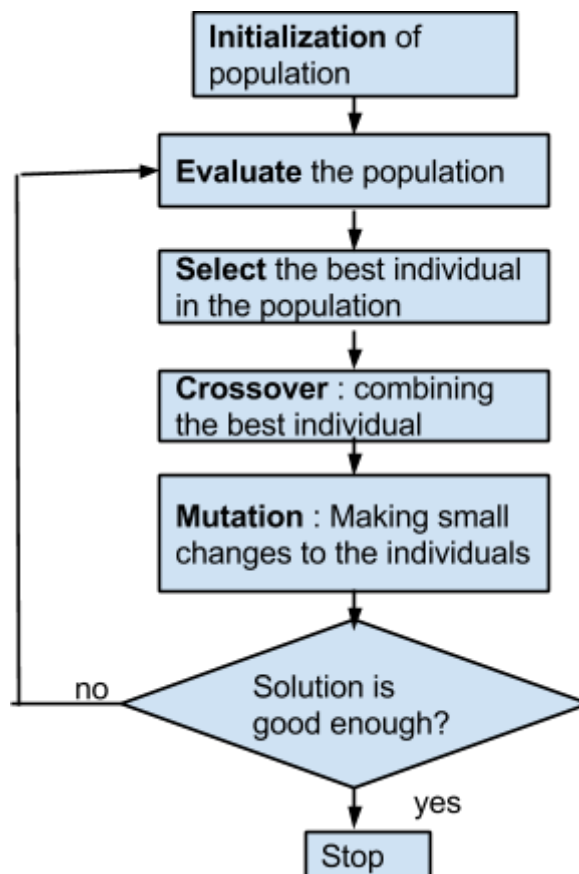 Initialization of
population
Evaluate the population
Select the best individual
in the population
Crossover : combining
the best individual
Mutation : Making small
changes to the individuals
Solution is
good enough?
no
yes
Stop